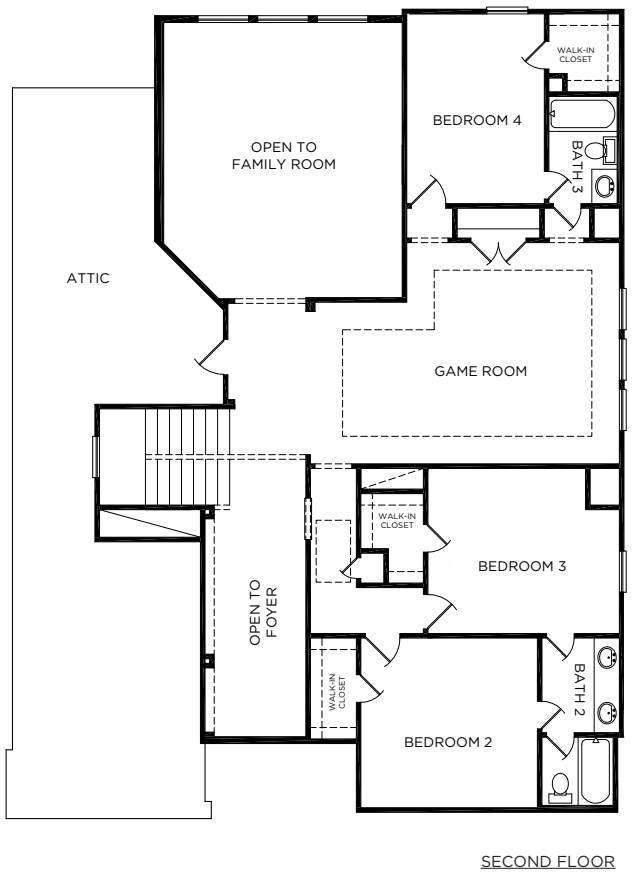 WALK-IN
CLOSET
BEDROOM 4
OPEN TO
FAMILY ROOM
BATH 3
ATTIC
GAME ROOM
WALK-IN
CLOSET
BEDROOM 3
OPEN TO
FOYER
WALK-IN
CLOSET
BATH 2
BEDROOM 2
SECOND FLOOR